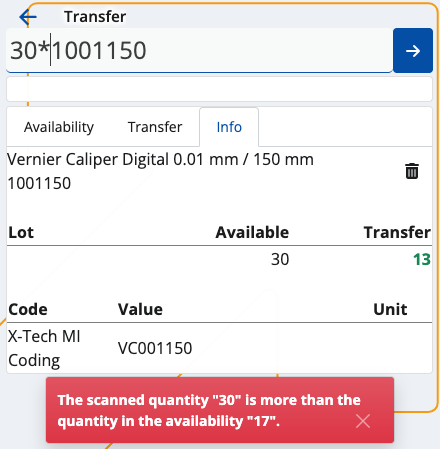 Transfer
30*1001150
Availability Transfer Info
Vernier Caliper Digital 0.01 mm / 150 mm
1001150
Lot Available Transfer
30 13
Code Value Unit
X-Tech MI
Coding
VC001150
The scanned quantity "30" is more than the
quantity in the availability "17".